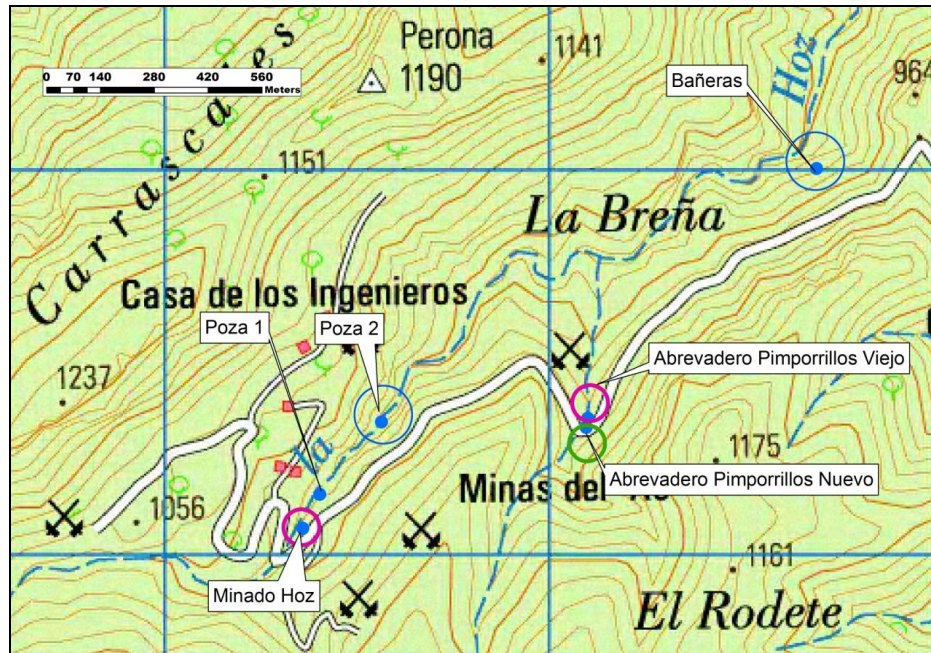 Perona
1190
1141
964
0 70 140 280 420 560
Meters
Carrascales
Hoz
Bañeras
1151
La Breña
Casa de los Ingenieros
Poza 1
Poza 2
Abrevadero Pimporrillos Viejo
1237
la
1175
Abrevadero Pimporrillos Nuevo
Minas del
1056
1161
Minado Hoz
El Rodete